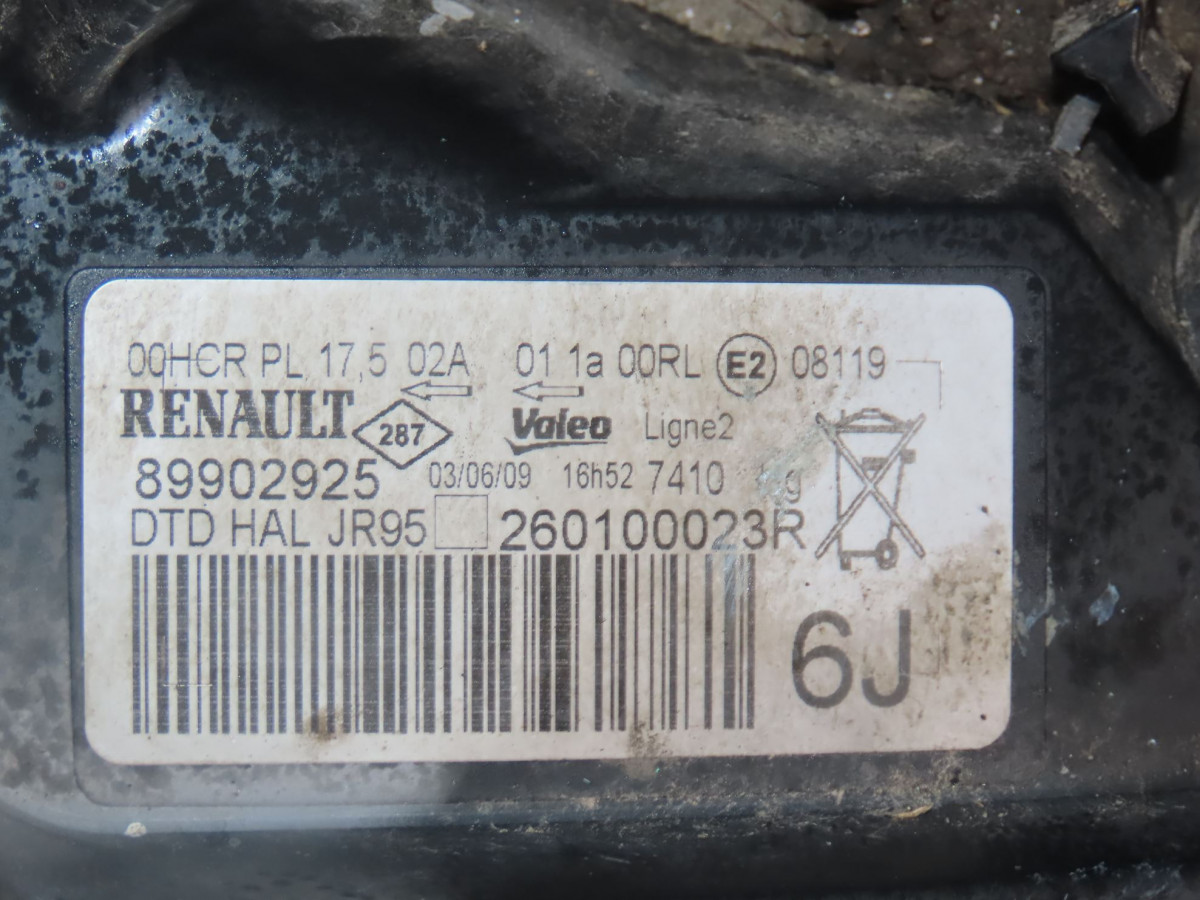 00HCR PL 17,5 02A 01 1a 00RL E2 08119
RENAULT 287 Valeo Ligne2
89902925 03/06/09 16h52 7410
DTD HAL JR95 260100023R
6J